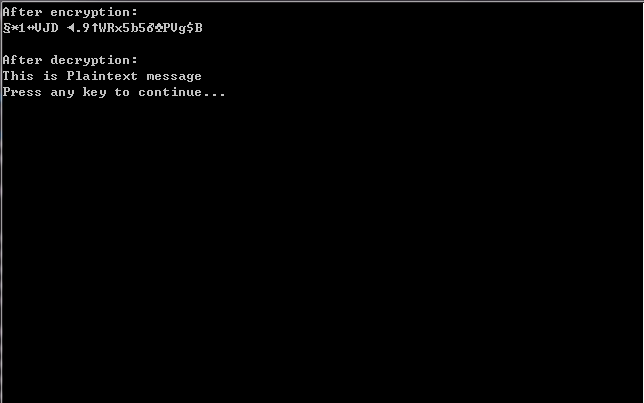 After encryption:
§*1↔VJD ◄.9↑WRx5b5♂♣PVg$B
After decryption:
This is Plaintext message
Press any key to continue...